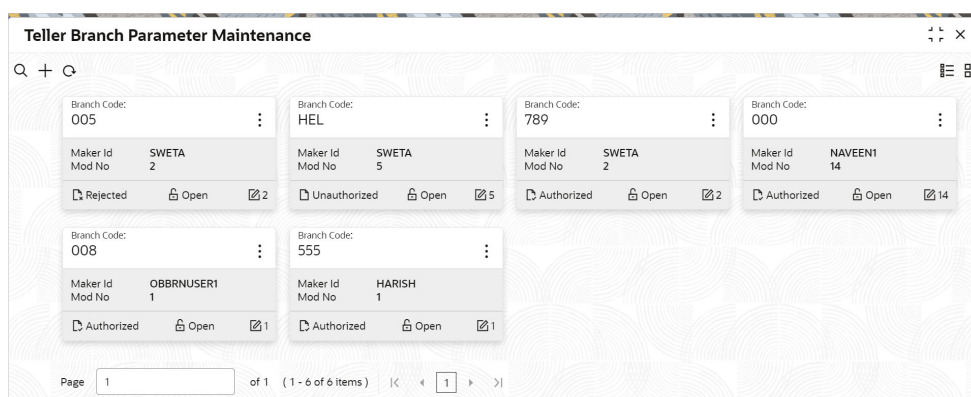 Teller Branch Parameter Maintenance
Branch Code:
005
Maker Id SWETA
Mod No 2
Rejected Open 2
Branch Code:
HEL
Maker Id SWETA
Mod No 5
Unauthorized Open 5
Branch Code:
789
Maker Id SWETA
Mod No 2
Authorized Open 2
Branch Code:
000
Maker Id NAVEEN1
Mod No 14
Authorized Open 14
Branch Code:
008
Maker Id OBBRNUSER1
Mod No 1
Authorized Open 1
Branch Code:
555
Maker Id HARISH
Mod No 1
Authorized Open 1
Page 1 of 1 (1 - 6 of 6 items) 1